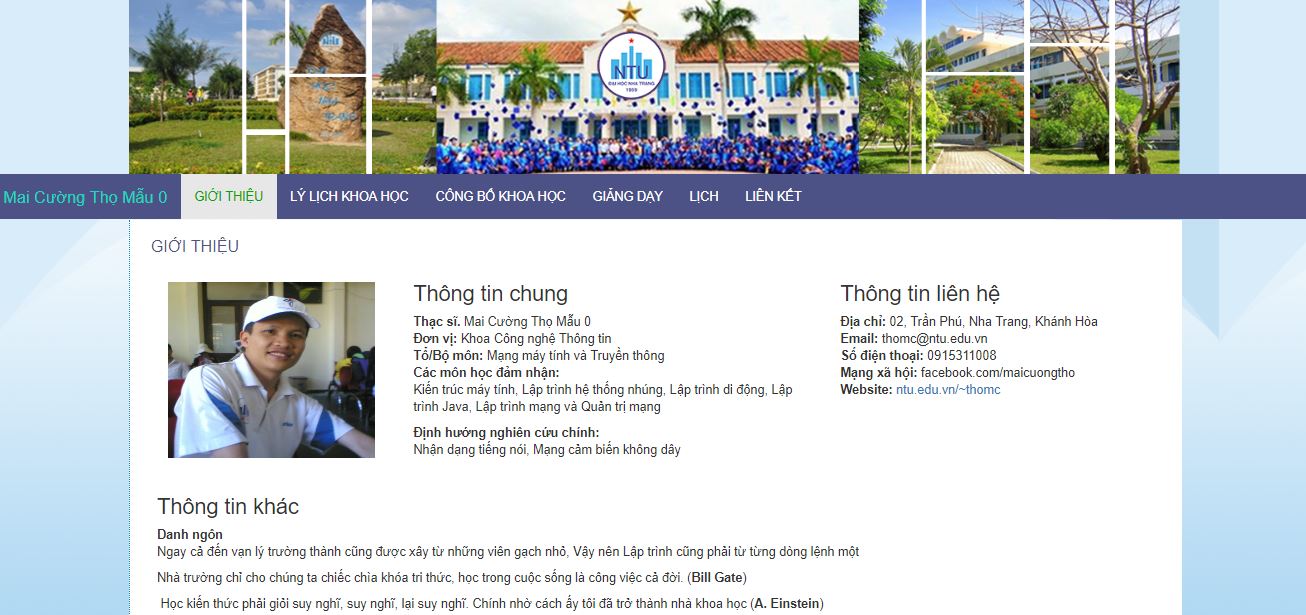 NTU
NTU
ĐẠI HỌC NHA TRANG
1959
Mai Cường Thọ Mẫu 0
GIỚI THIỆU
LÝ LỊCH KHOA HỌC
CÔNG BỐ KHOA HỌC
GIẢNG DẠY
LỊCH
LIÊN KẾT
GIỚI THIỆU
Thông tin chung
Thạc sĩ. Mai Cường Thọ Mẫu 0
Đơn vị: Khoa Công nghệ Thông tin
Tổ/Bộ môn: Mạng máy tính và Truyền thông
Các môn học đảm nhận:
Kiến trúc máy tính, Lập trình hệ thống nhúng, Lập trình di động, Lập
trình Java, Lập trình mạng và Quản trị mạng
Định hướng nghiên cứu chính:
Nhận dạng tiếng nói, Mạng cảm biến không dây
Thông tin liên hệ
Địa chỉ: 02, Trần Phú, Nha Trang, Khánh Hòa
Email: thomc@ntu.edu.vn
Số điện thoại: 0915311008
Mạng xã hội: facebook.com/maicuongtho
Website: ntu.edu.vn/~thomc
Thông tin khác
Danh ngôn
Ngay cả đến vạn lý trường thành cũng được xây từ những viên gạch nhỏ, Vậy nên Lập trình cũng phải từ từng dòng lệnh một
Nhà trường chỉ cho chúng ta chiếc chìa khóa tri thức, học trong cuộc sống là công việc cả đời. (Bill Gate)
Học kiến thức phải giỏi suy nghĩ, suy nghĩ, lại suy nghĩ. Chính nhờ cách ấy tôi đã trở thành nhà khoa học (A. Einstein)